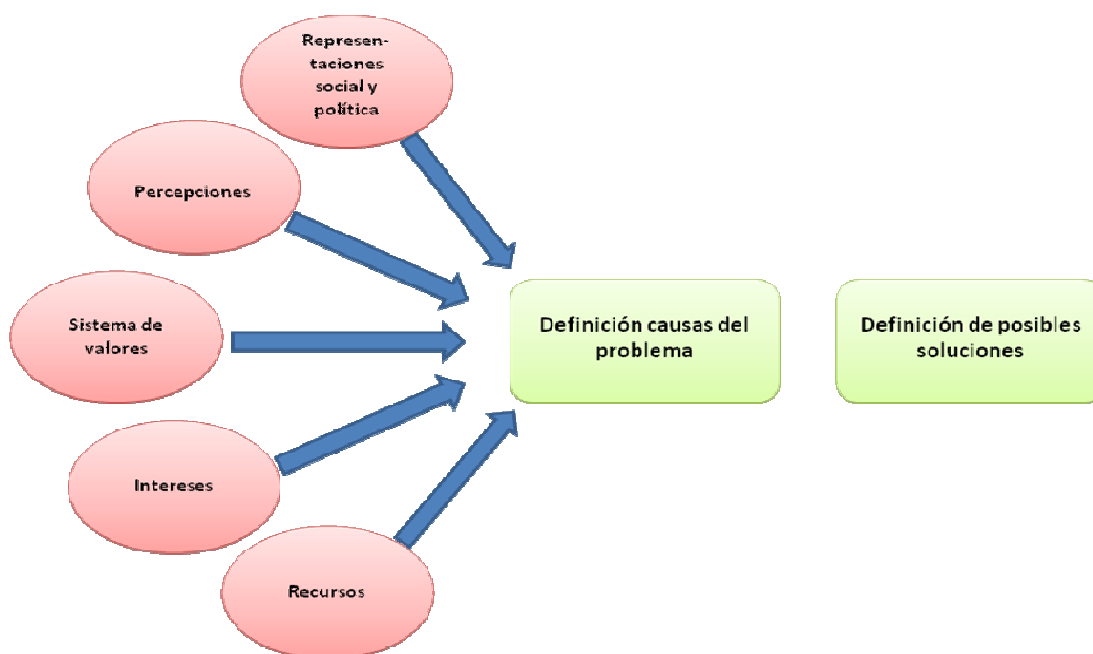 Represen-
taciones
social y
política
Percepciones
Sistema de
valores
Intereses
Recursos
Definición causas del
problema
Definición de posibles
soluciones